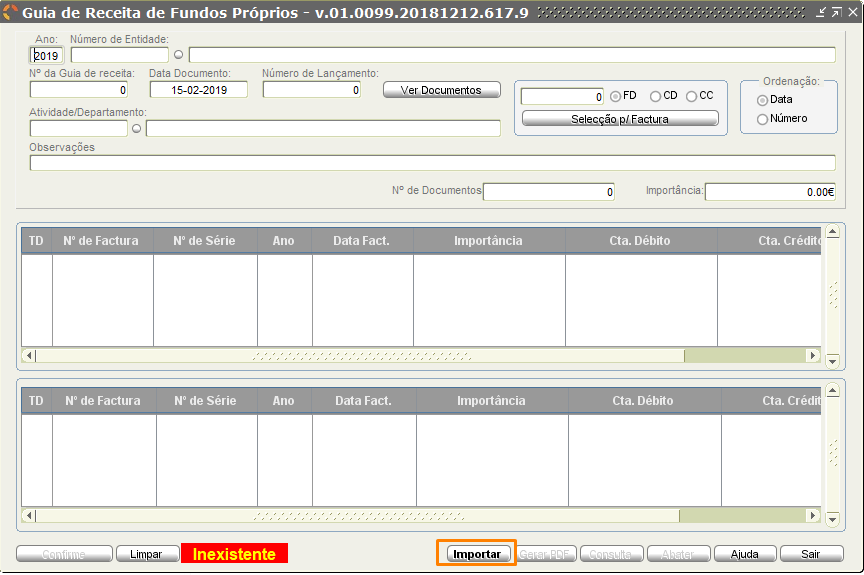 Guia de Receita de Fundos Próprios - v.01.0099.20181212.617.9
Ano: Número de Entidade:
2019
Nº da Guia de receita: Data Documento: Número de Lançamento:
0 15-02-2019 0 Ver Documentos
Ordenação:
0 FD CD CC Data
Selecção p/ Factura Número
Atividade/Departamento:
Observações
Nº de Documentos 0 Importância: 0.00€
TD Nº de Factura Nº de Série Ano Data Fact. Importância Cta. Débito Cta. Crédito
TD Nº de Factura Nº de Série Ano Data Fact. Importância Cta. Débito Cta. Crédit
Confirme Limpar Inexistente Importar Gerar PDF Consulta Abater Ajuda Sair